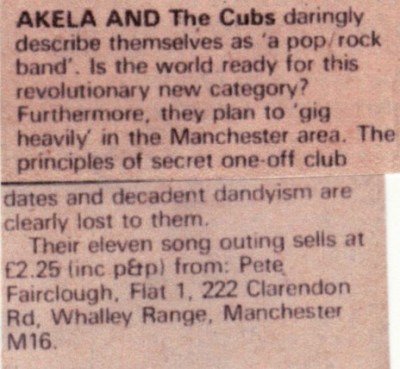 AKELA AND The Cubs daringly
describe themselves as 'a pop/rock
band'. Is the world ready for this
revolutionary new category?
Furthermore, they plan to 'gig
heavily' in the Manchester area. The
principles of secret one-off club
dates and decadent dandyism are
clearly lost to them.
Their eleven song outing sells at
£2.25 (inc p&p) from: Pete
Fairclough, Flat 1, 222 Clarendon
Rd, Whalley Range, Manchester
M16.